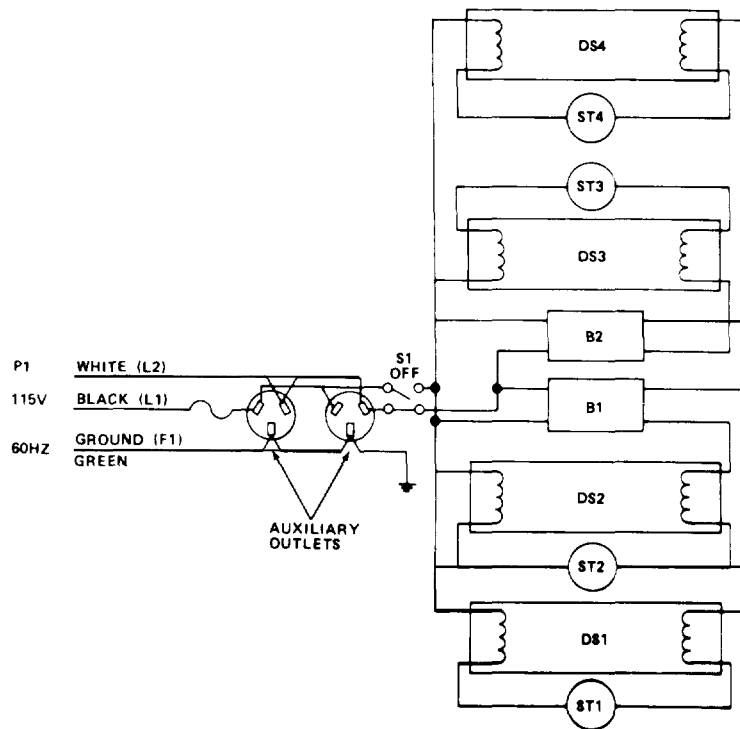 DS4
ST4
ST3
DS3
B2
S1
OFF
P1 WHITE (L2)
115V BLACK (L1)
B1
60HZ GROUND (F1)
GREEN
DS2
AUXILIARY
OUTLETS
ST2
DS1
ST1